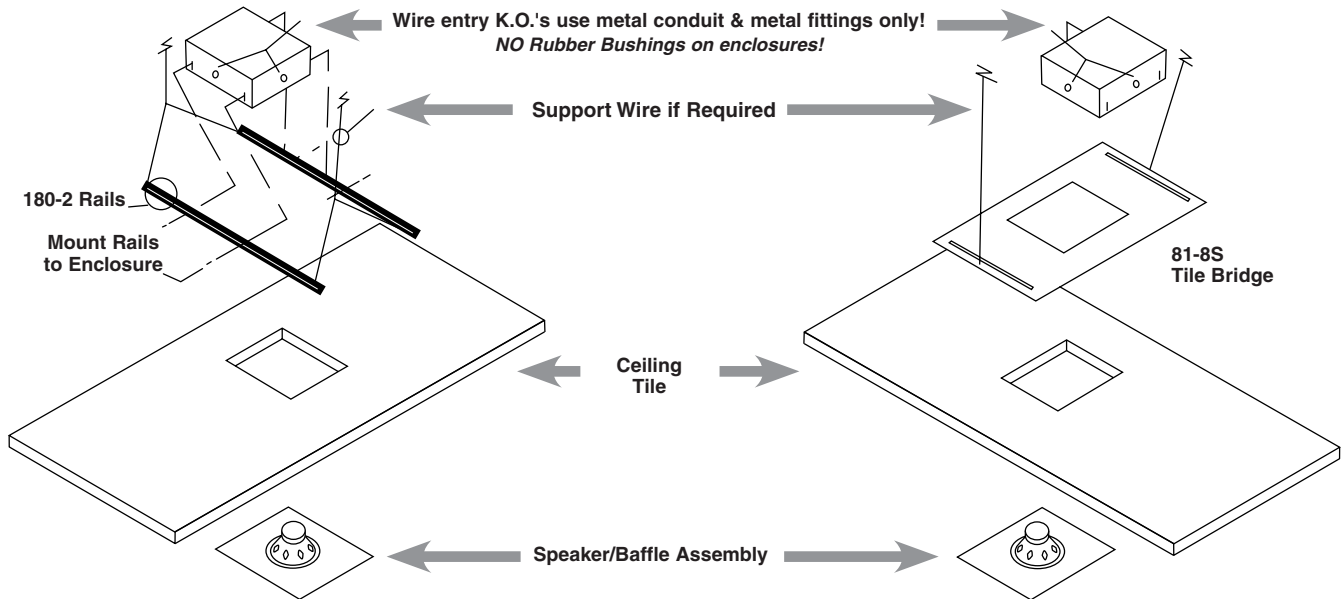 Wire entry K.O.'s use metal conduit & metal fittings only!
NO Rubber Bushings on enclosures!
Support Wire if Required
180-2 Rails
Mount Rails
to Enclosure
81-8S
Tile Bridge
Ceiling
Tile
Speaker/Baffle Assembly